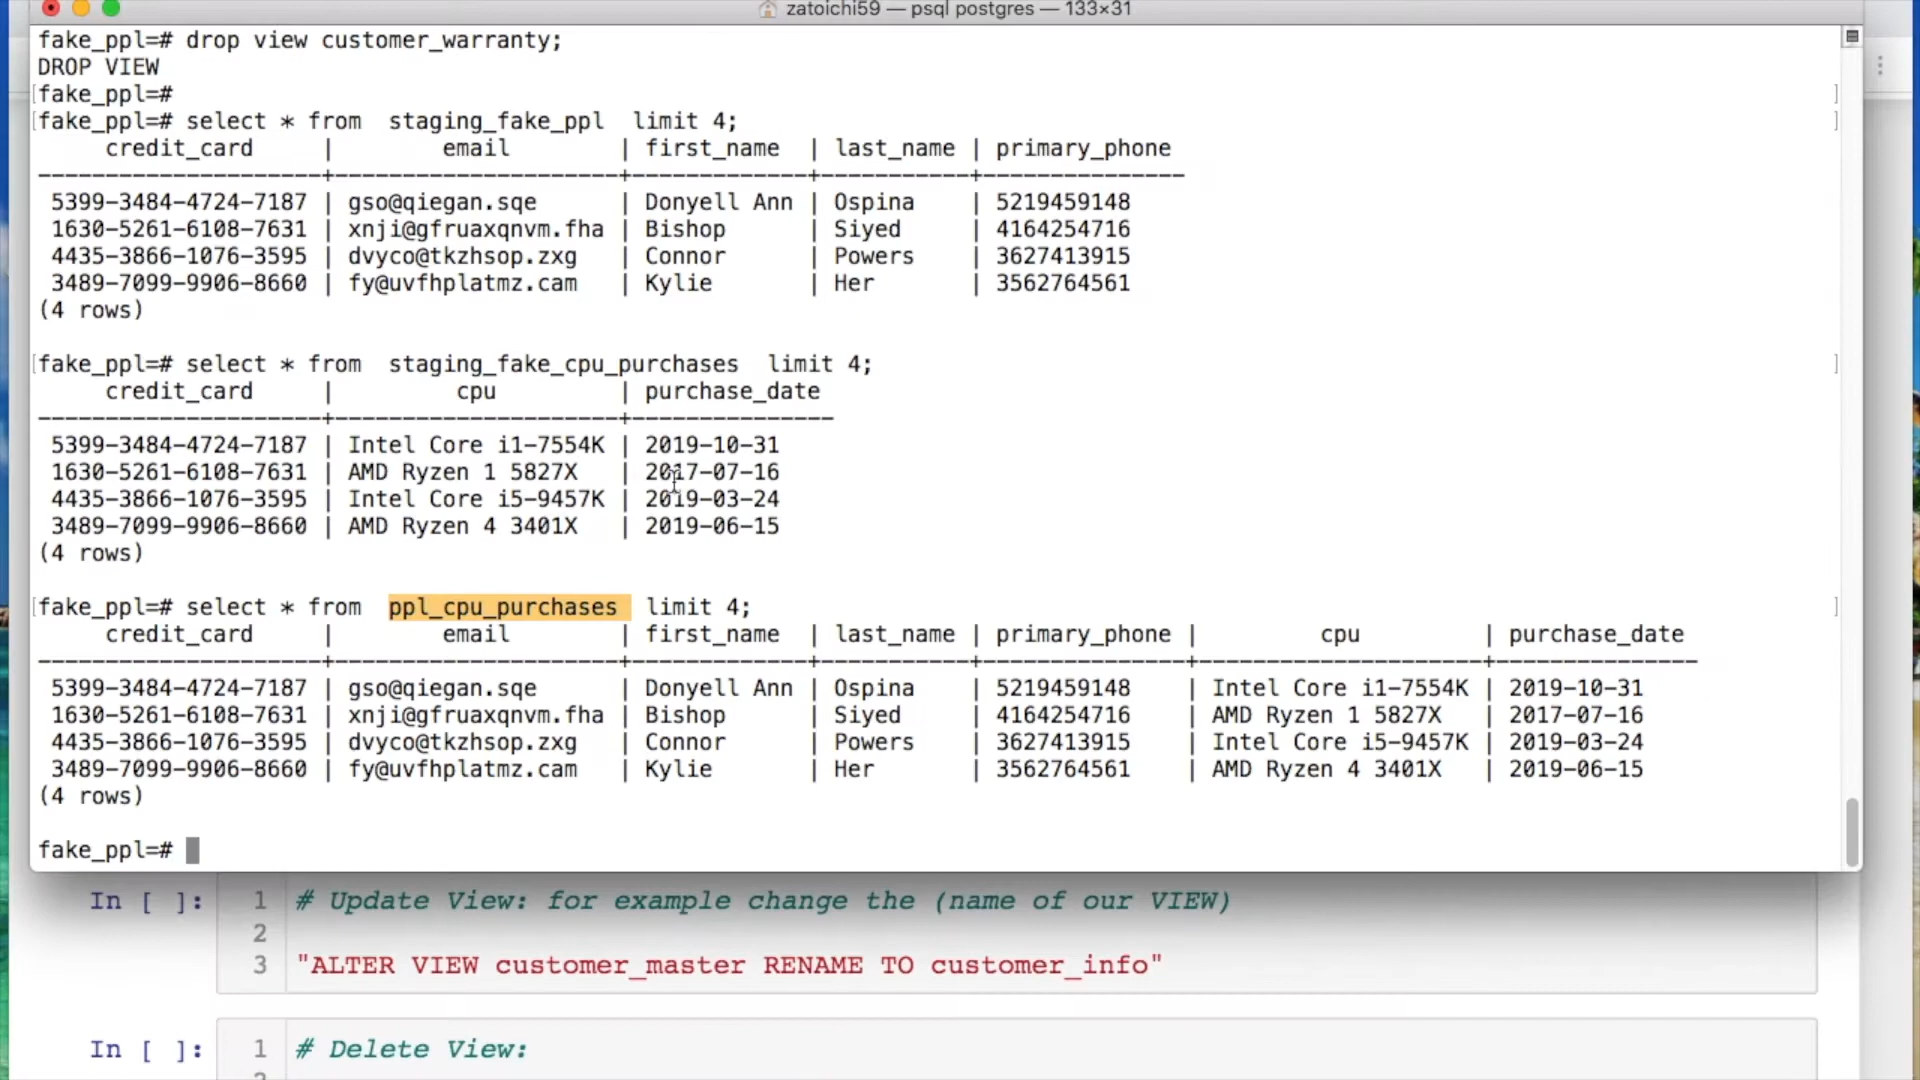 zatoichi59 — psql postgres — 133×31
fake_ppl=# drop view customer_warranty;
DROP VIEW
[fake_ppl=# ]
[fake_ppl=# select * from  staging_fake_ppl  limit 4; ]
credit_card | email | first_name | last_name | primary_phone
---------------------+----------------------+--------------+-----------+---------------
5399-3484-4724-7187 | gso@qiegan.sqe | Donyell Ann | Ospina | 5219459148
1630-5261-6108-7631 | xnji@gfruaxqnvm.fha | Bishop | Siyed | 4164254716
4435-3866-1076-3595 | dvyco@tkzhsop.zxg | Connor | Powers | 3627413915
3489-7099-9906-8660 | fy@uvfhplatmz.cam | Kylie | Her | 3562764561
(4 rows)
[fake_ppl=# select * from  staging_fake_cpu_purchases  limit 4; ]
credit_card | cpu | purchase_date
---------------------+----------------------+---------------
5399-3484-4724-7187 | Intel Core i1-7554K | 2019-10-31
1630-5261-6108-7631 | AMD Ryzen 1 5827X | 2017-07-16
4435-3866-1076-3595 | Intel Core i5-9457K | 2019-03-24
3489-7099-9906-8660 | AMD Ryzen 4 3401X | 2019-06-15
(4 rows)
[fake_ppl=# select * from  ppl_cpu_purchases  limit 4; ]
credit_card | email | first_name | last_name | primary_phone | cpu | purchase_date
---------------------+----------------------+--------------+-----------+---------------+----------------------+---------------
5399-3484-4724-7187 | gso@qiegan.sqe | Donyell Ann | Ospina | 5219459148 | Intel Core i1-7554K | 2019-10-31
1630-5261-6108-7631 | xnji@gfruaxqnvm.fha | Bishop | Siyed | 4164254716 | AMD Ryzen 1 5827X | 2017-07-16
4435-3866-1076-3595 | dvyco@tkzhsop.zxg | Connor | Powers | 3627413915 | Intel Core i5-9457K | 2019-03-24
3489-7099-9906-8660 | fy@uvfhplatmz.cam | Kylie | Her | 3562764561 | AMD Ryzen 4 3401X | 2019-06-15
(4 rows)
fake_ppl=#
In [ ]: 1 # Update View: for example change the (name of our VIEW)
2
3 "ALTER VIEW customer_master RENAME TO customer_info"
In [ ]: 1 # Delete View: